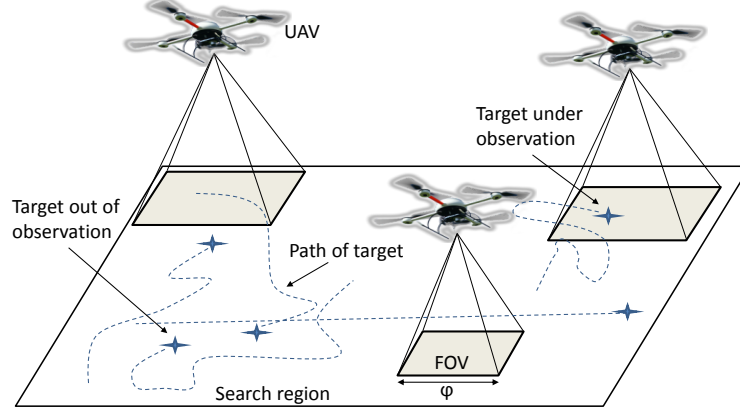 UAV
Target under
observation
Target out of
observation
Path of target
FOV
φ
Search region